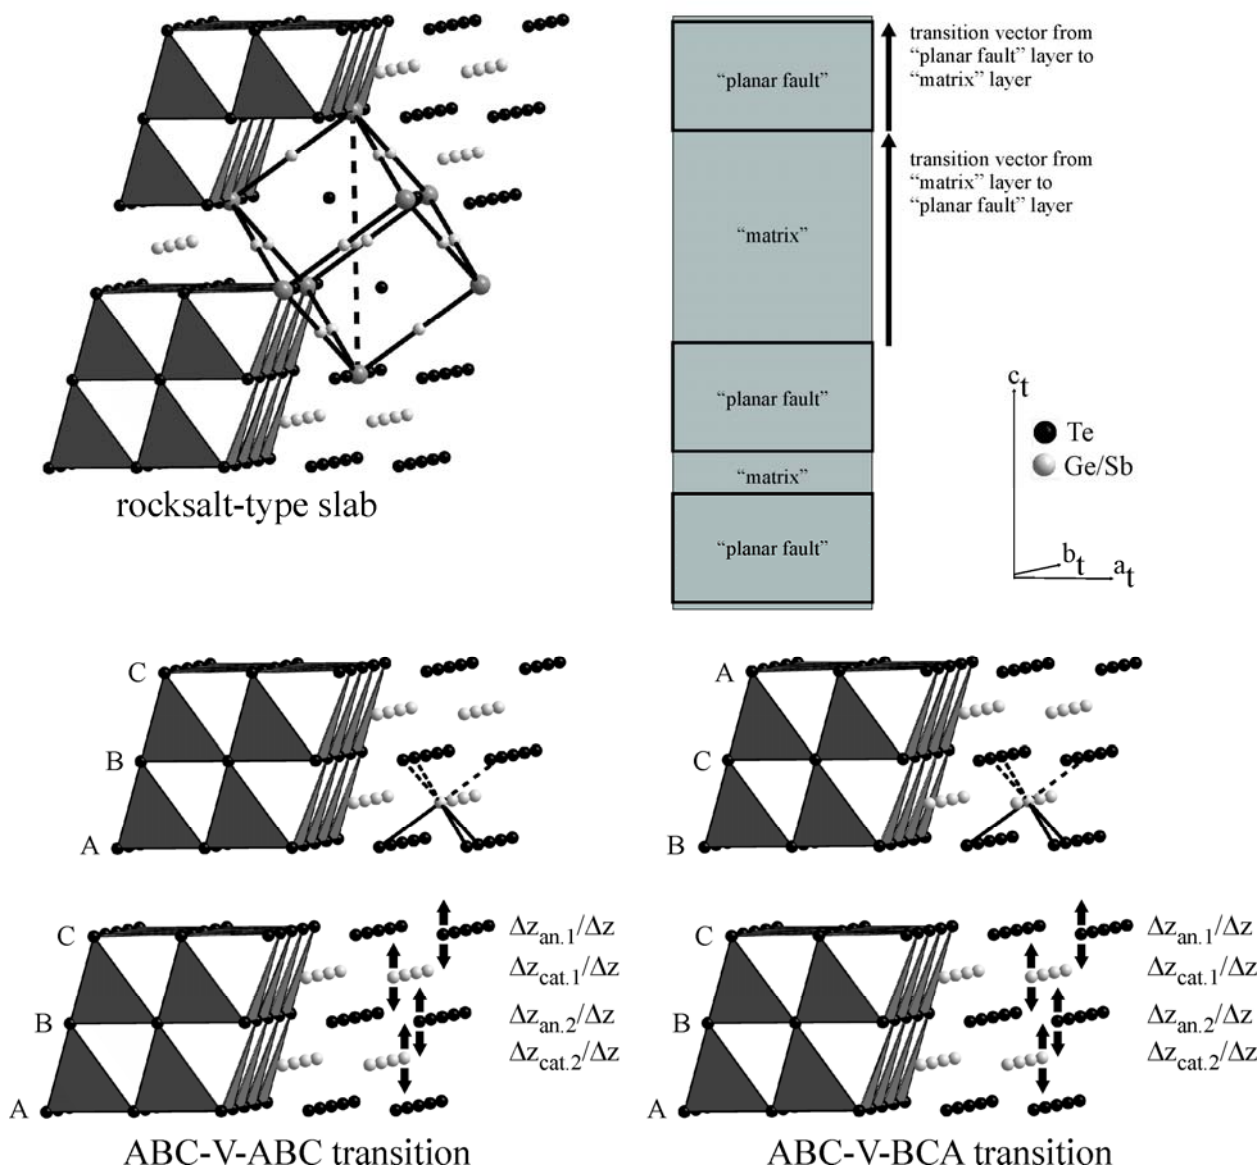 "planar fault"
transition vector from
"planar fault" layer to
"matrix" layer
"matrix"
transition vector from
"matrix" layer to
"planar fault" layer
"planar fault"
"matrix"
"planar fault"
c_t
Te
Ge/Sb
b_t
a_t
rocksalt-type slab
C
B
A
C
B
A
Δz_an.1/Δz
Δz_cat.1/Δz
Δz_an.2/Δz
Δz_cat.2/Δz
ABC-V-ABC transition
A
C
B
C
B
A
Δz_an.1/Δz
Δz_cat.1/Δz
Δz_an.2/Δz
Δz_cat.2/Δz
ABC-V-BCA transition